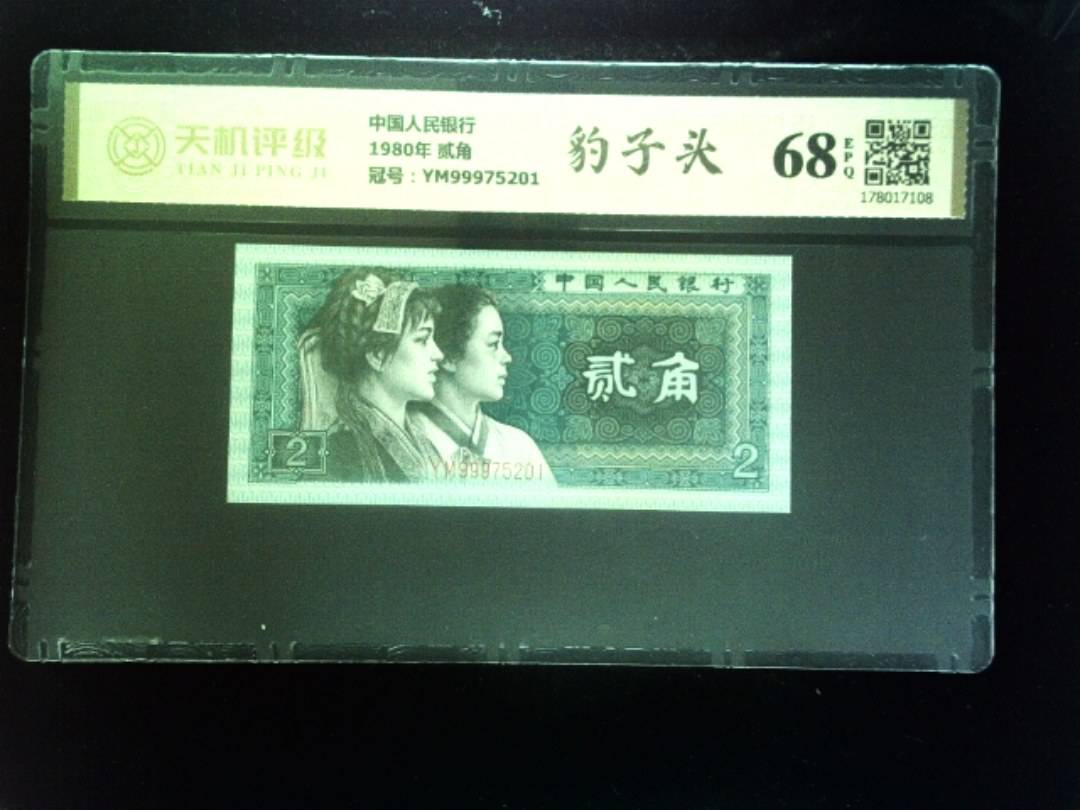 天机评级
TIAN JI PING JI
中国人民银行
1980年 贰角
冠号：YM99975201
豹子头
68
EPQ
178017108
中国人民银行
贰角
2
YM99975201
2